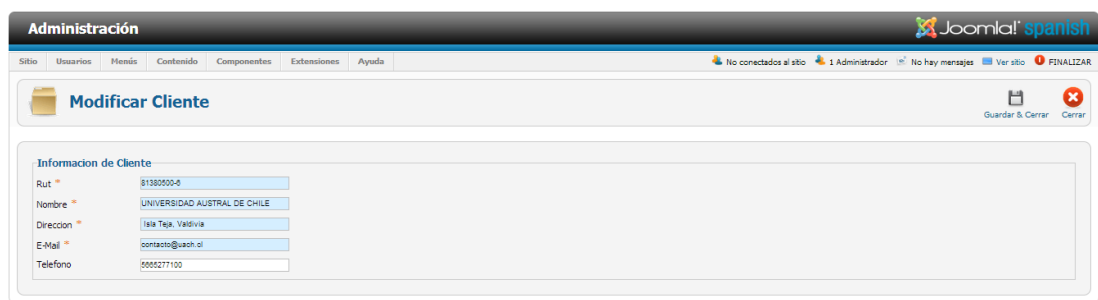 Administración
Joomla! spanish
Sitio Usuarios Menús Contenido Componentes Extensiones Ayuda No conectados al sitio 1 Administrador No hay mensajes Ver sitio FINALIZAR
Modificar Cliente
Guardar & Cerrar Cerrar
Informacion de Cliente
Rut * 81380500-6
Nombre * UNIVERSIDAD AUSTRAL DE CHILE
Direccion * Isla Teja, Valdivia
E-Mail * contacto@uach.cl
Telefono 5665277100